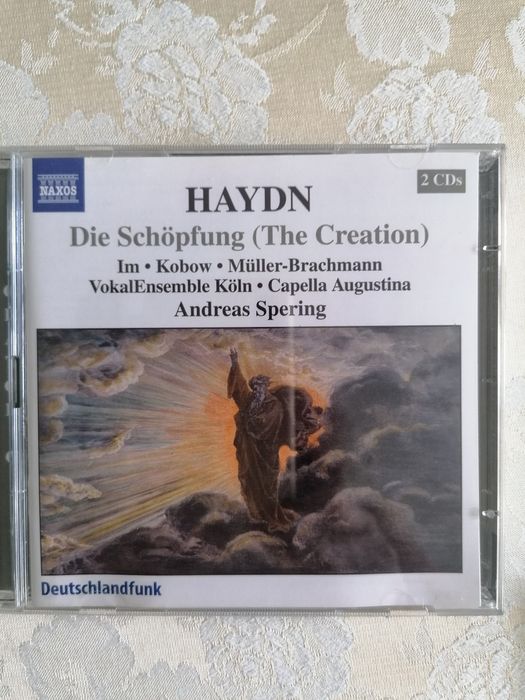 NAXOS
2 CDs
HAYDN
Die Schöpfung (The Creation)
Im • Kobow • Müller-Brachmann
VokalEnsemble Köln • Capella Augustina
Andreas Spering
Deutschlandfunk